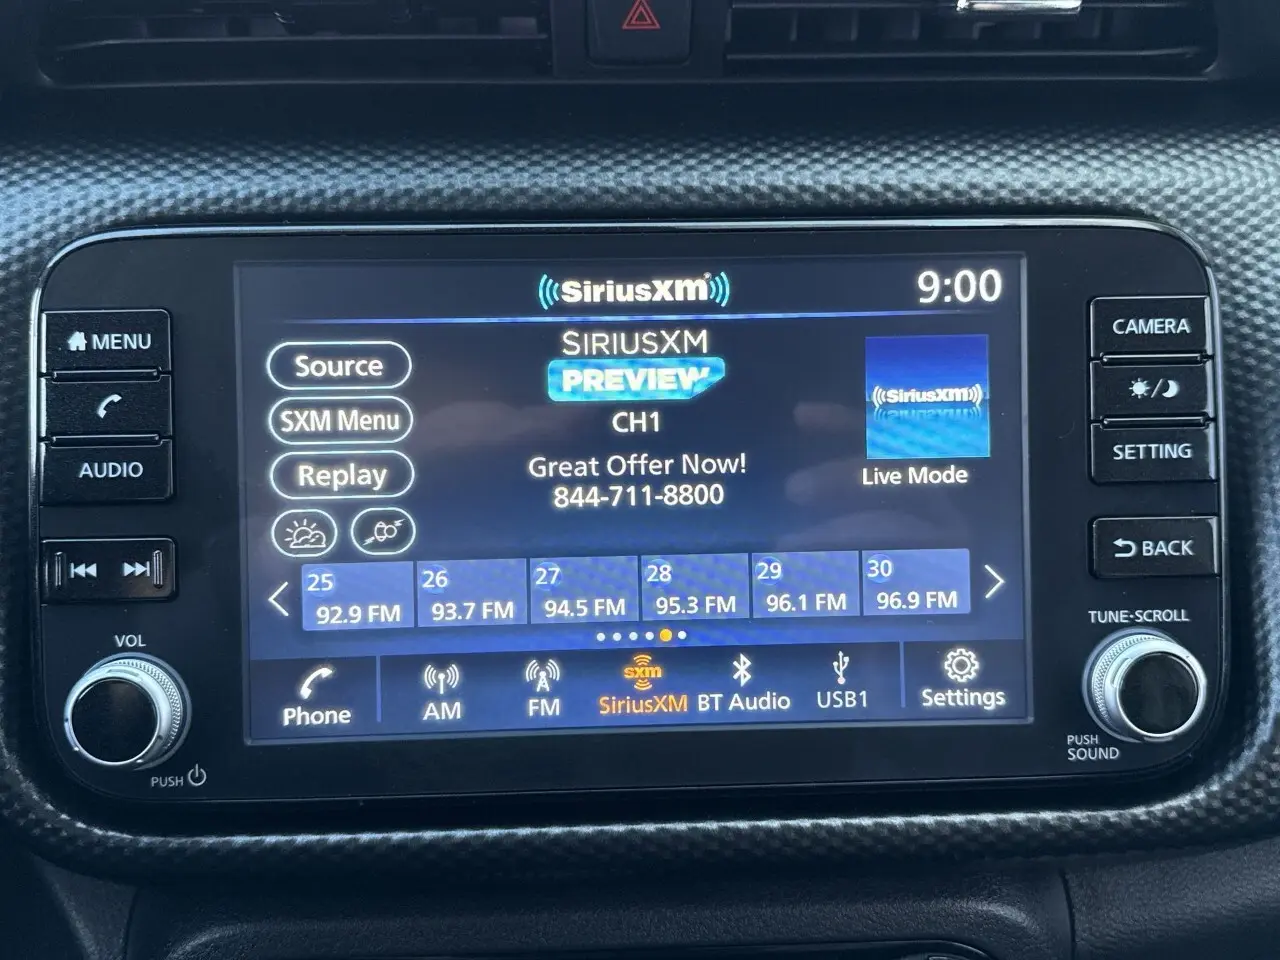 SiriusXM 9:00
MENU
AUDIO
VOL
PUSH
Source
SXM Menu
Replay
SIRIUSXM
PREVIEW
CH1
Great Offer Now!
844-711-8800
SiriusXM
Live Mode
25 26 27 28 29 30
92.9 FM 93.7 FM 94.5 FM 95.3 FM 96.1 FM 96.9 FM
sxm
Phone AM FM SiriusXM BT Audio USB1 Settings
CAMERA
SETTING
BACK
TUNE·SCROLL
PUSH
SOUND